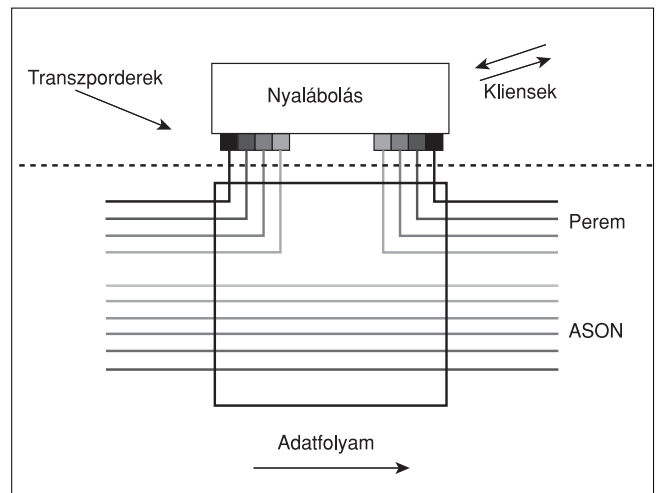 Transzporderek
Nyalábolás
Kliensek
Perem
ASON
Adatfolyam